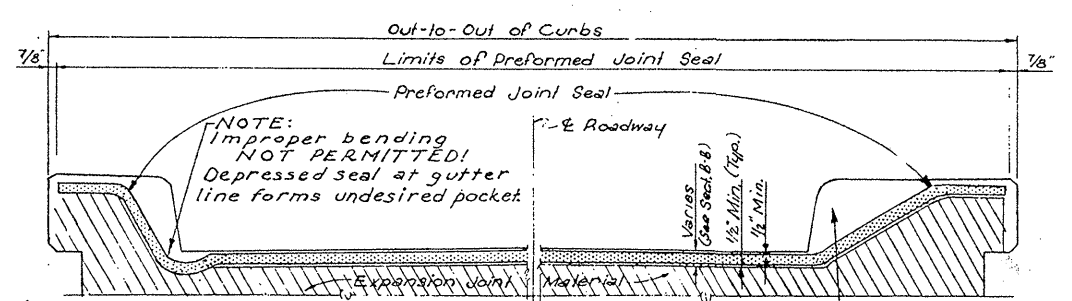 Out-to-Out of Curbs
7/8"
Limits of Preformed Joint Seal
7/8"
Preformed Joint Seal
NOTE:
Improper bending
NOT PERMITTED!
Depressed seal at gutter
line forms undesired pocket.
℄ Roadway
Varies
(See Sect. B-B)
1/2" Min. (Typ.)
1/2" Min.
Expansion Joint Material